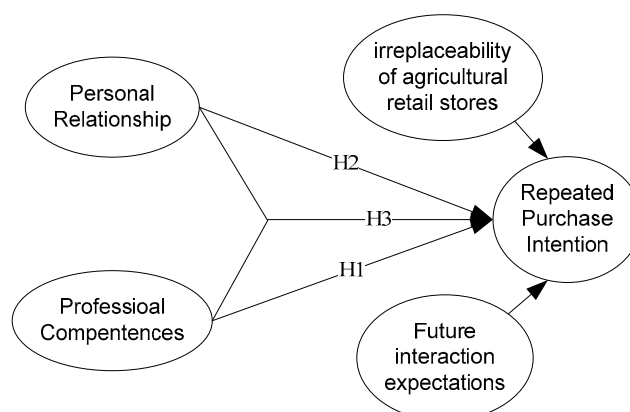 irreplaceability
of agricultural
retail stores
Personal
Relationship
H2
Repeated
Purchase
Intention
H3
H1
Professioal
Compentences
Future
interaction
expectations